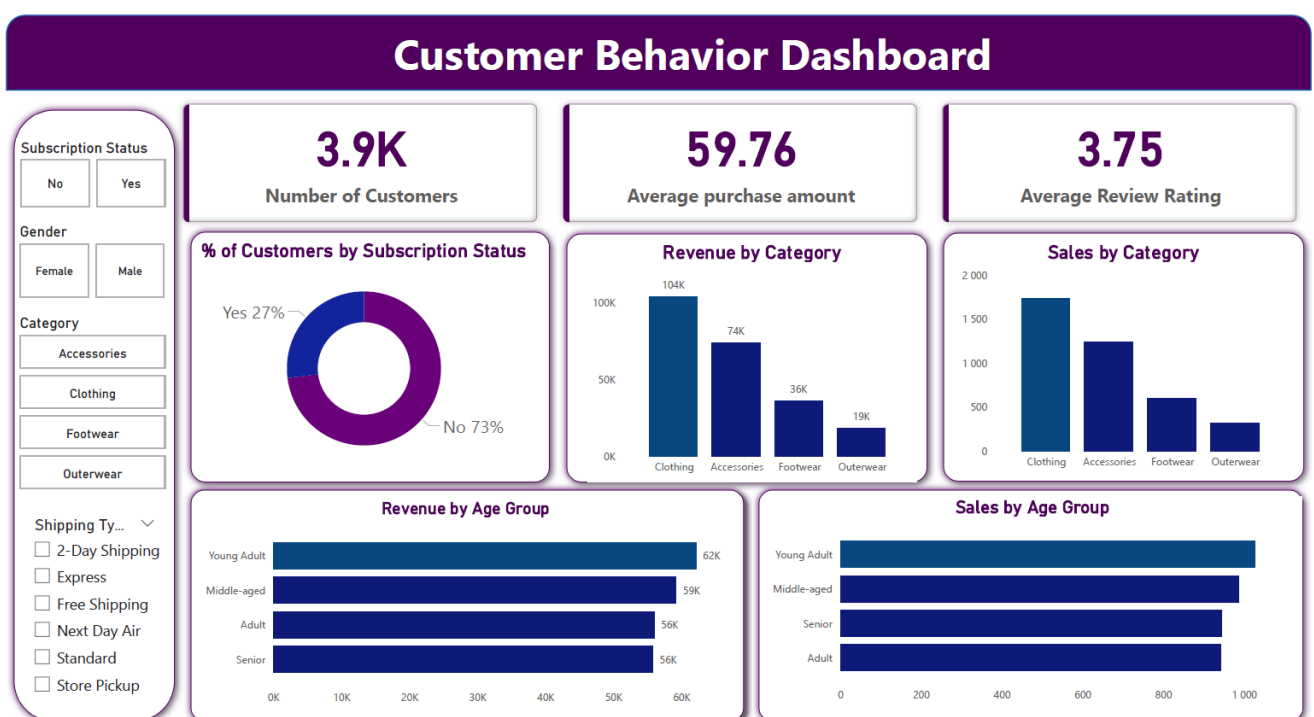 Customer Behavior Dashboard
Subscription Status
No
Yes
Gender
Female
Male
Category
Accessories
Clothing
Footwear
Outerwear
Shipping Ty...
2-Day Shipping
Express
Free Shipping
Next Day Air
Standard
Store Pickup
3.9K
Number of Customers
59.76
Average purchase amount
3.75
Average Review Rating
% of Customers by Subscription Status
Yes 27%
No 73%
Revenue by Category
100K
50K
0K
104K
74K
36K
19K
Clothing
Accessories
Footwear
Outerwear
Sales by Category
2 000
1 500
1 000
500
0
Clothing
Accessories
Footwear
Outerwear
Revenue by Age Group
Young Adult
62K
Middle-aged
59K
Adult
56K
Senior
56K
0K
10K
20K
30K
40K
50K
60K
Sales by Age Group
Young Adult
Middle-aged
Senior
Adult
0
200
400
600
800
1 000